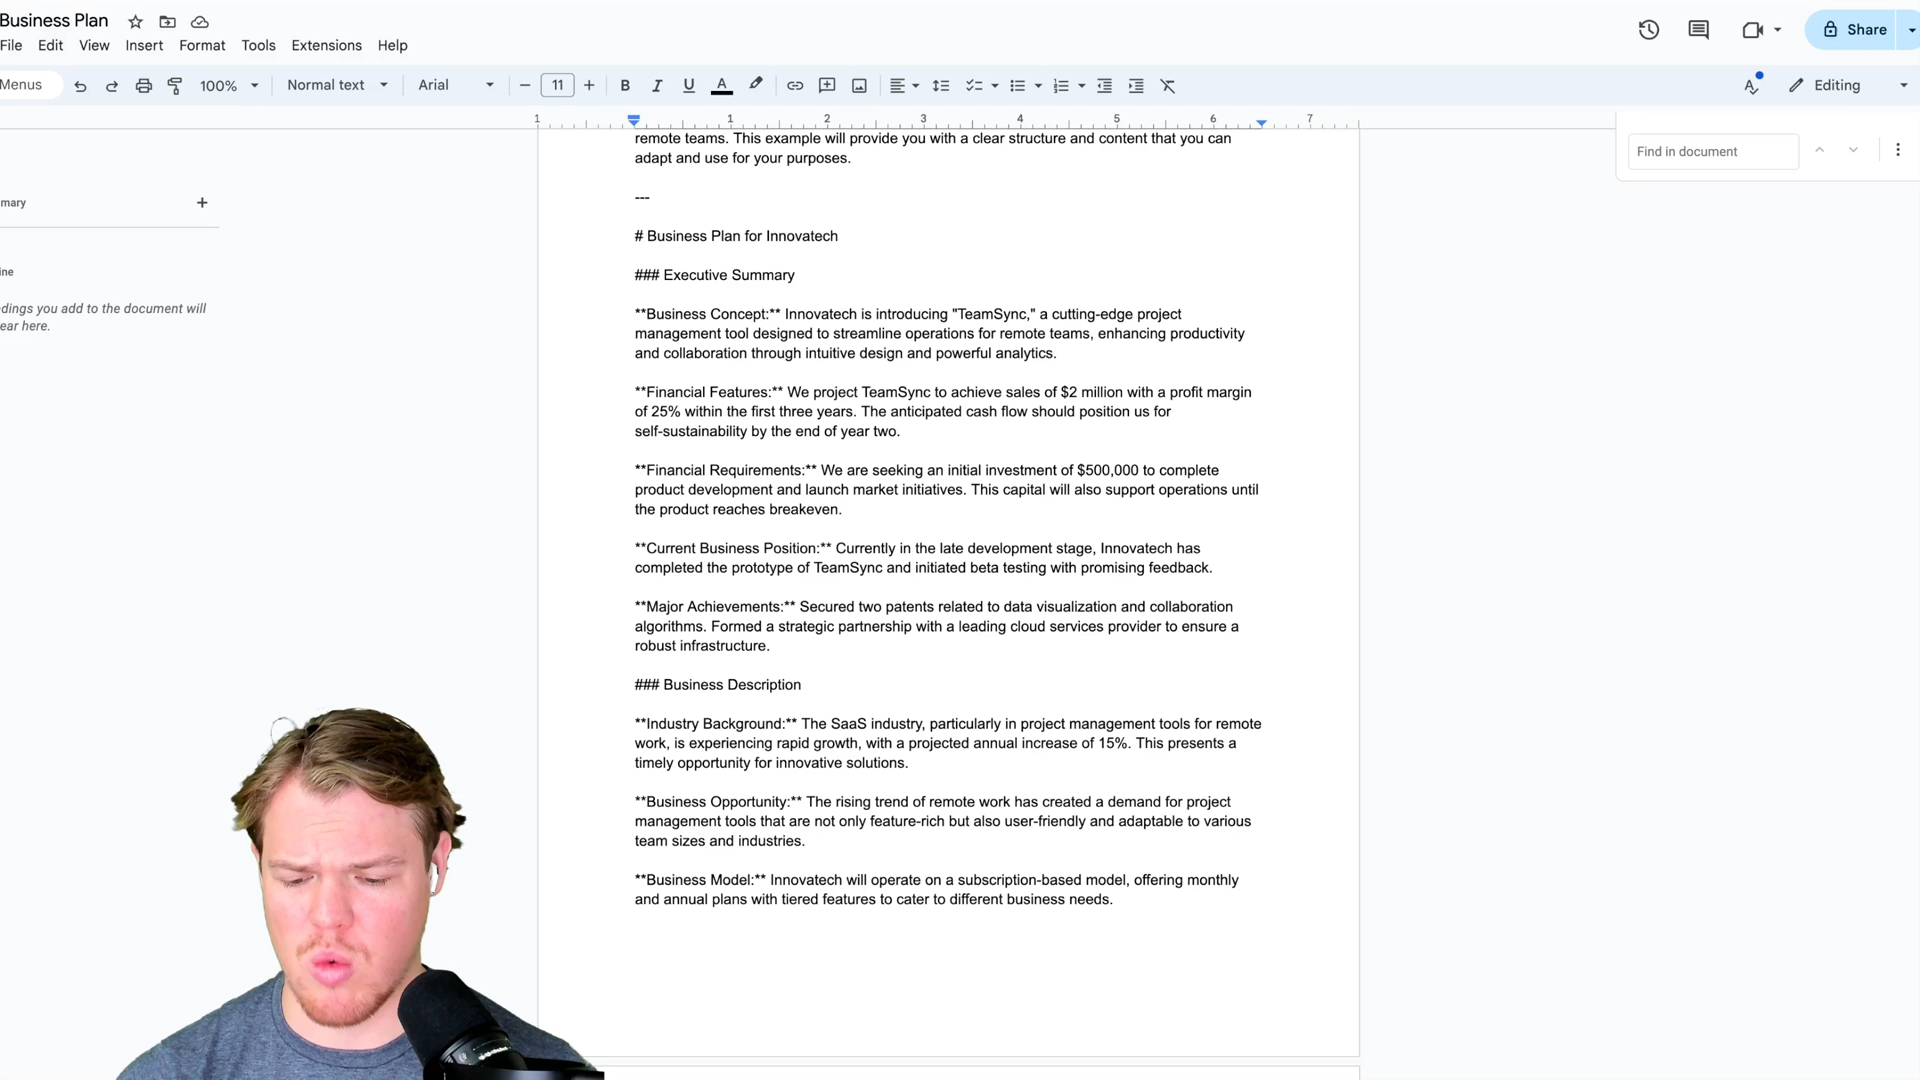 Business Plan
File Edit View Insert Format Tools Extensions Help
Share
Menus 100% Normal text Arial 11 B I U A Editing
1 1 2 3 4 5 6 7
Find in document
mary
ine
dings you add to the document will
ear here.
remote teams. This example will provide you with a clear structure and content that you can
adapt and use for your purposes.
---
# Business Plan for Innovatech
### Executive Summary
**Business Concept:** Innovatech is introducing "TeamSync," a cutting-edge project
management tool designed to streamline operations for remote teams, enhancing productivity
and collaboration through intuitive design and powerful analytics.
**Financial Features:** We project TeamSync to achieve sales of $2 million with a profit margin
of 25% within the first three years. The anticipated cash flow should position us for
self-sustainability by the end of year two.
**Financial Requirements:** We are seeking an initial investment of $500,000 to complete
product development and launch market initiatives. This capital will also support operations until
the product reaches breakeven.
**Current Business Position:** Currently in the late development stage, Innovatech has
completed the prototype of TeamSync and initiated beta testing with promising feedback.
**Major Achievements:** Secured two patents related to data visualization and collaboration
algorithms. Formed a strategic partnership with a leading cloud services provider to ensure a
robust infrastructure.
### Business Description
**Industry Background:** The SaaS industry, particularly in project management tools for remote
work, is experiencing rapid growth, with a projected annual increase of 15%. This presents a
timely opportunity for innovative solutions.
**Business Opportunity:** The rising trend of remote work has created a demand for project
management tools that are not only feature-rich but also user-friendly and adaptable to various
team sizes and industries.
**Business Model:** Innovatech will operate on a subscription-based model, offering monthly
and annual plans with tiered features to cater to different business needs.